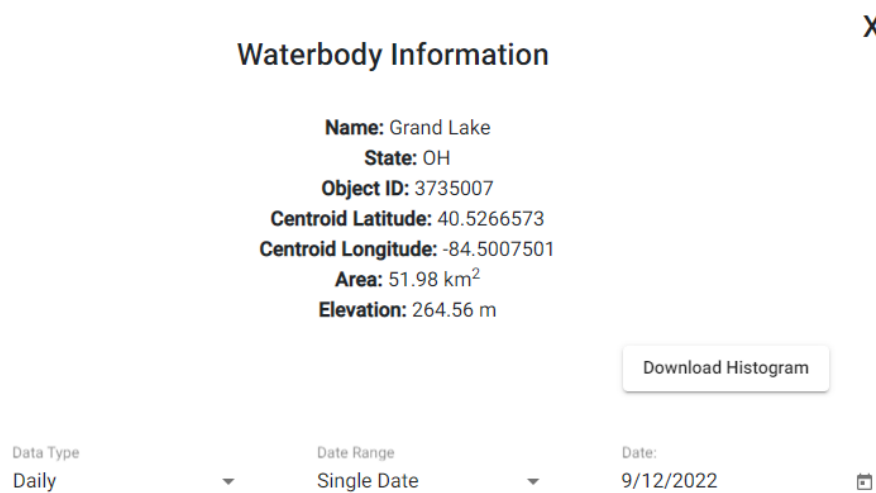 X
Waterbody Information
Name: Grand Lake
State: OH
Object ID: 3735007
Centroid Latitude: 40.5266573
Centroid Longitude: -84.5007501
Area: 51.98 km²
Elevation: 264.56 m
Download Histogram
Data Type Date Range Date:
Daily Single Date 9/12/2022